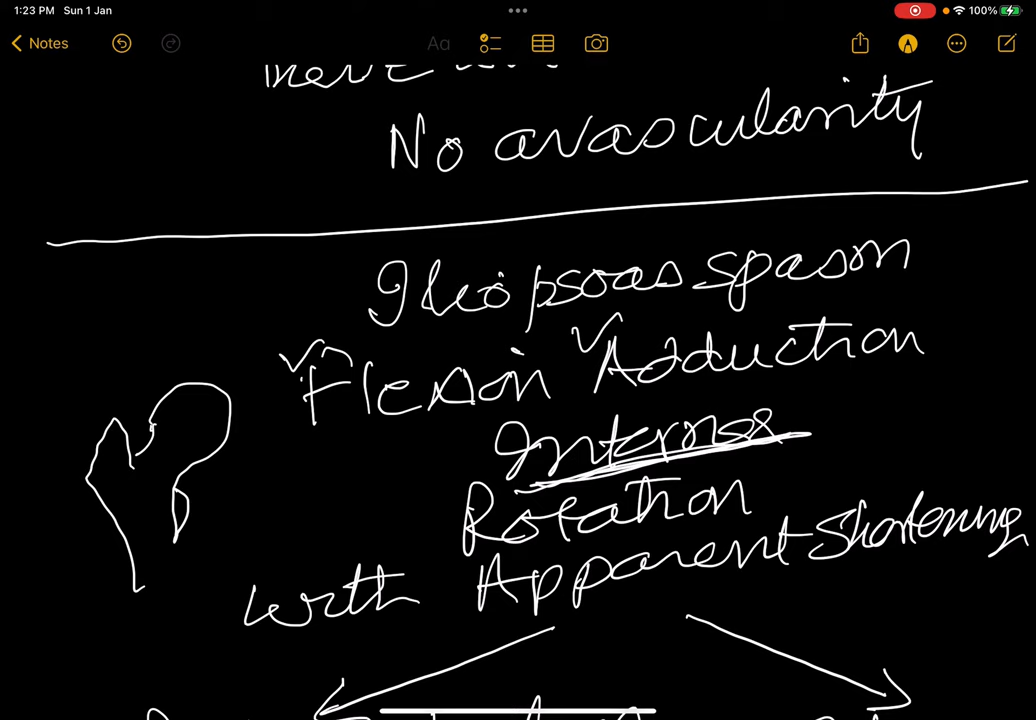 1:23 PM Sun 1 Jan
100%
Notes
Aa
No avascularity
Iliopsoas spasm
Flexion Adduction
Internal
Rotation
with Apparent Shortening